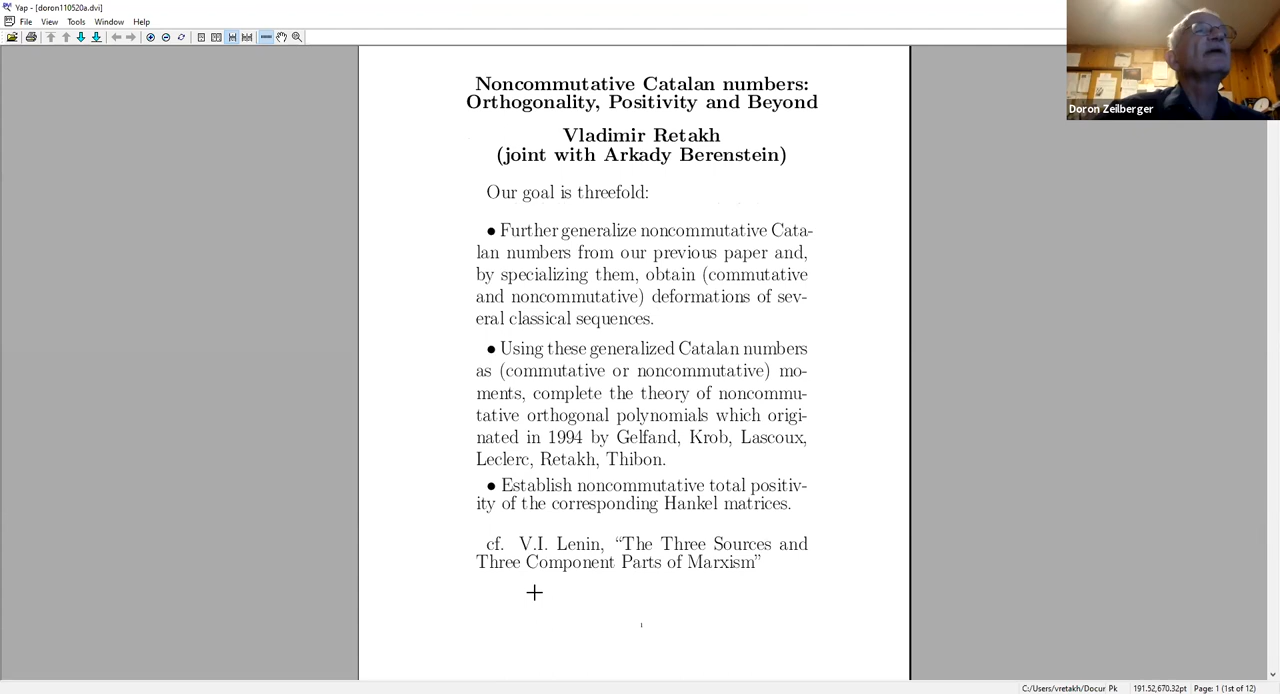 Yap - [doron110520a.dvi]
File View Tools Window Help
Doron Zeilberger
Noncommutative Catalan numbers:
Orthogonality, Positivity and Beyond
Vladimir Retakh
(joint with Arkady Berenstein)
Our goal is threefold:
• Further generalize noncommutative Cata-
lan numbers from our previous paper and,
by specializing them, obtain (commutative
and noncommutative) deformations of sev-
eral classical sequences.
• Using these generalized Catalan numbers
as (commutative or noncommutative) mo-
ments, complete the theory of noncommu-
tative orthogonal polynomials which origi-
nated in 1994 by Gelfand, Krob, Lascoux,
Leclerc, Retakh, Thibon.
• Establish noncommutative total positiv-
ity of the corresponding Hankel matrices.
cf. V.I. Lenin, “The Three Sources and
Three Component Parts of Marxism”
1
C:/Users/vretakh/Docur Pk 191.52,670.32pt Page: 1 (1st of 12)